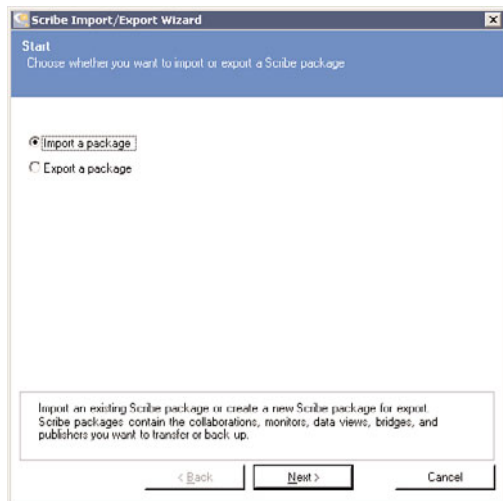 Scribe Import/Export Wizard
Start
Choose whether you want to import or export a Scribe package
Import a package
Export a package
Import an existing Scribe package or create a new Scribe package for export.
Scribe packages contain the collaborations, monitors, data views, bridges, and
publishers you want to transfer or back up.
< Back
Next >
Cancel